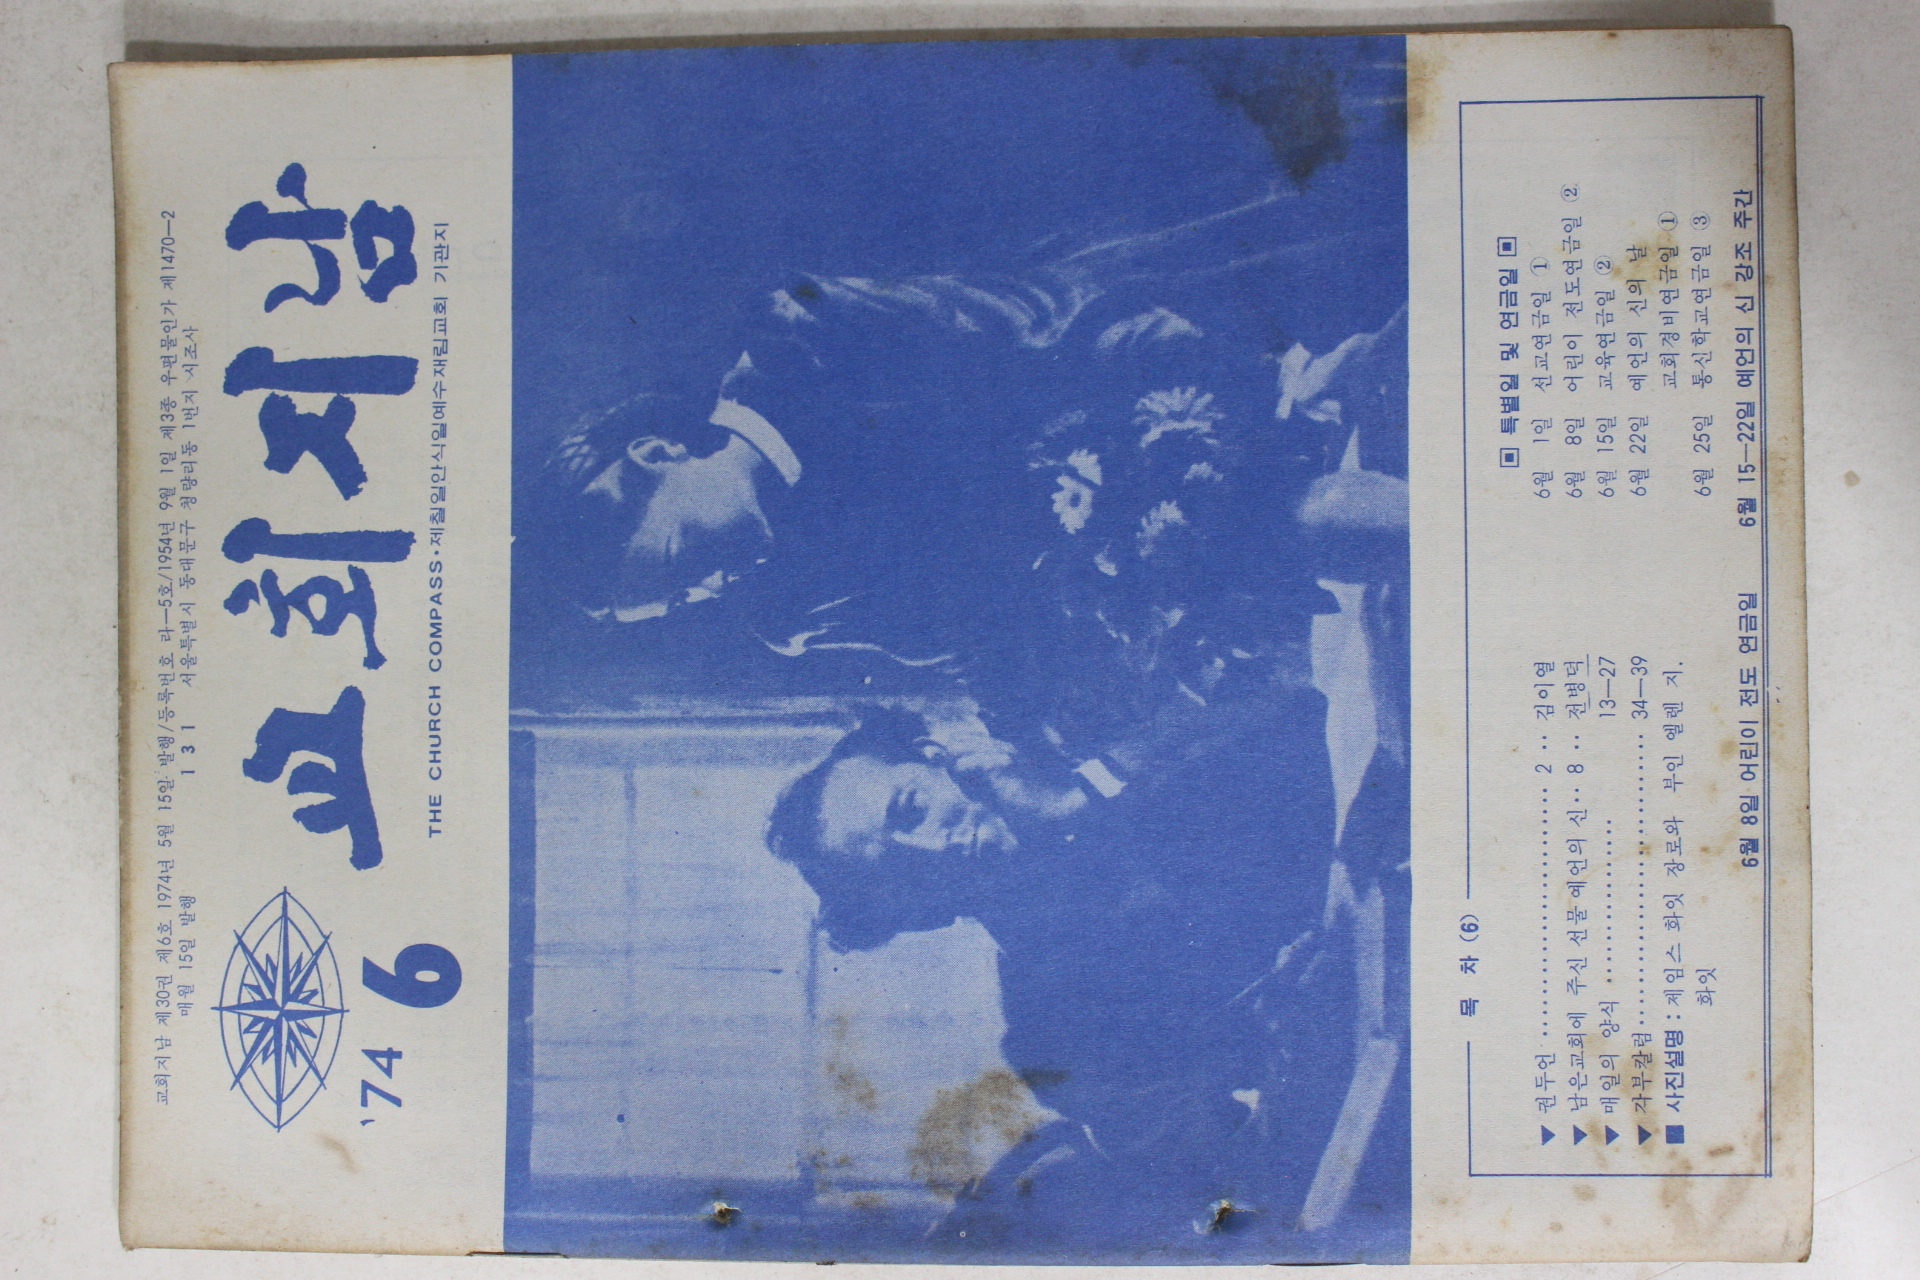 교회지남 제30권 제6호 1974년 5월 15일 발행/등록번호 라—5호/1954년 9월 1일 제3종 우편물인가 제1470—2
매월 15일 발행 131 서울특별시 동대문구 청량리동 1번지 시조사
교회지남
'74 6
THE CHURCH COMPASS·제칠일안식일예수재림교회 기관지
목 차 (6)
▼ 권두언 ·································· 2 ·· 김이열
▼ 남은교회에 주신 선물 예언의 신·· 8 ·· 전병덕
▼ 매일의 양식 ···················· 13—27
▼ 각부칼럼 ···································· 34—39
■ 사진설명 : 제임스 화잇 장로와 부인 엘렌 지.
화잇
▣ 특별일 및 연금일 ▣
6월 1일 선교연금일 ①
6월 8일 어린이 전도연금일 ②
6월 15일 교육연금일 ②
6월 22일 예언의 신의 날
교회경비연금일 ①
6월 25일 통신학교연금일 ③
6월 8일 어린이 전도 연금일 6월 15—22일 예언의 신 강조 주간